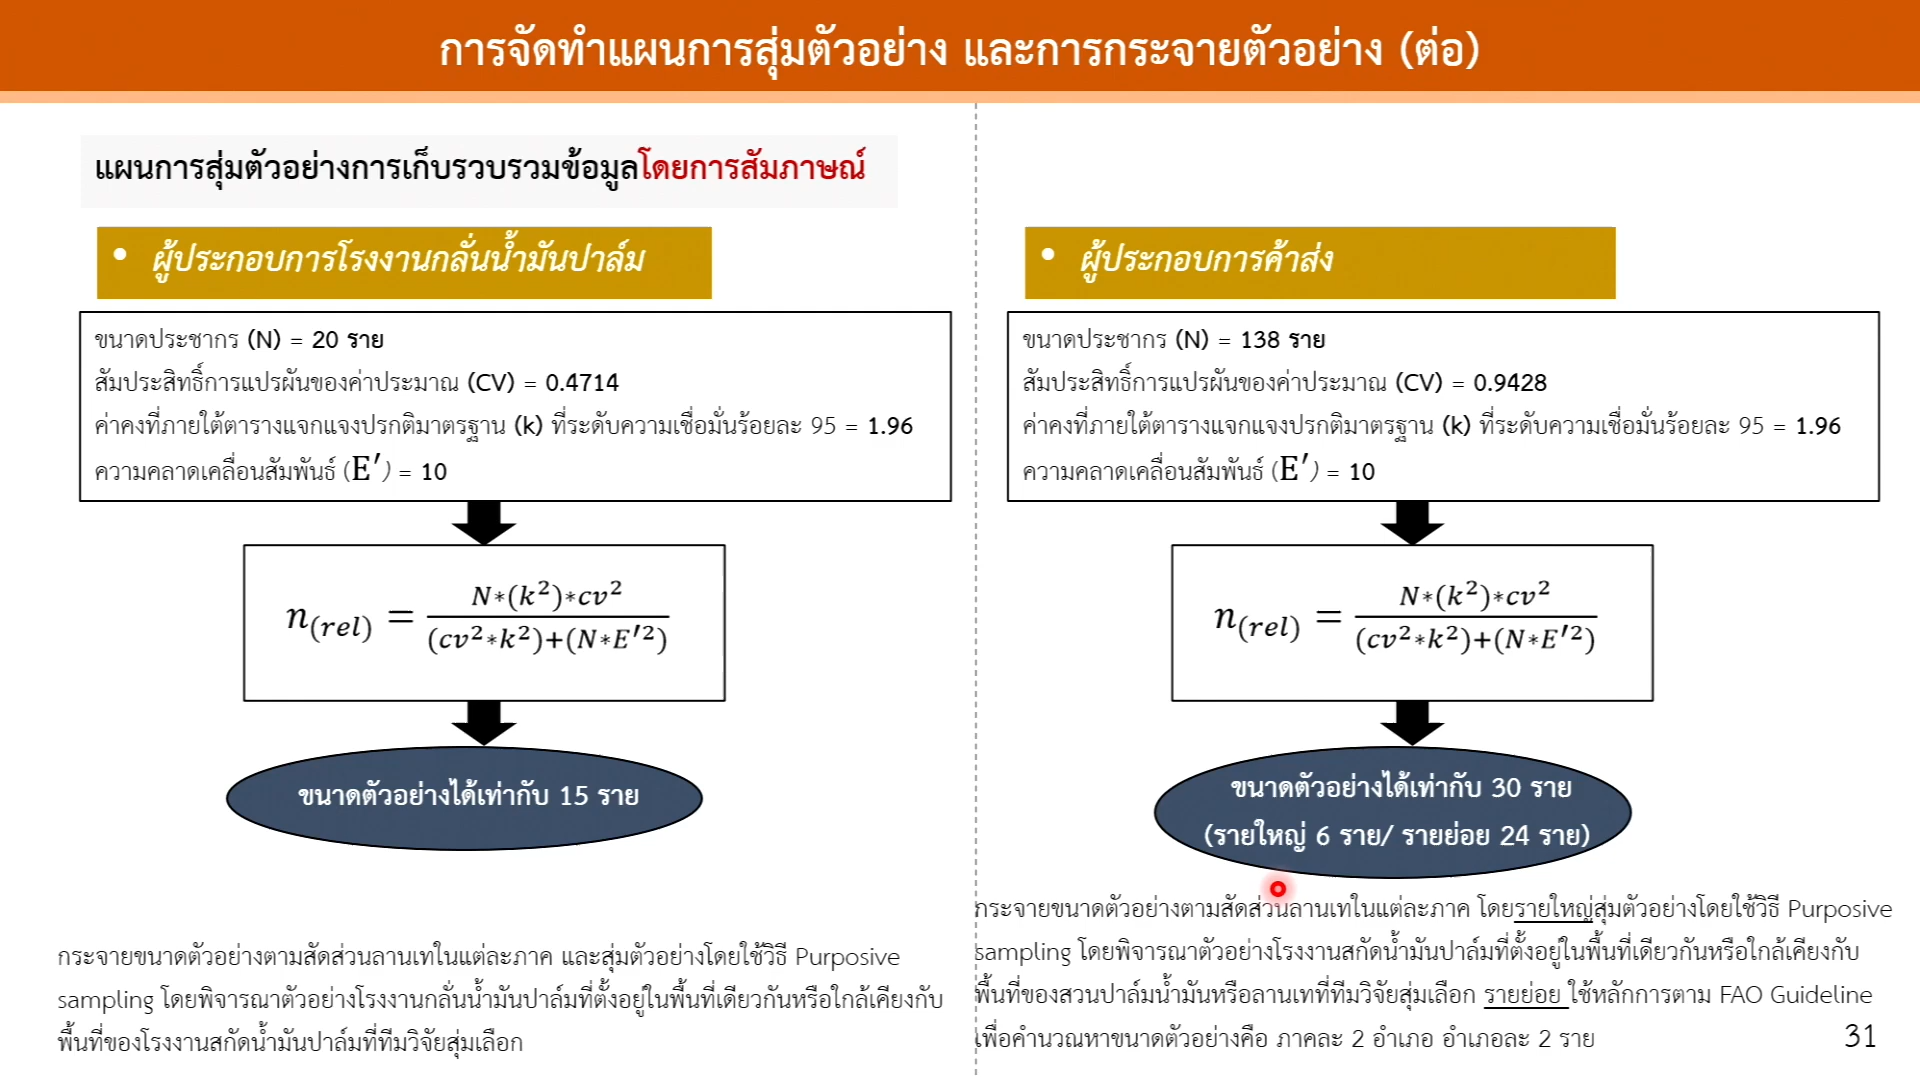 การจัดทำแผนการสุ่มตัวอย่าง และการกระจายตัวอย่าง (ต่อ)
แผนการสุ่มตัวอย่างการเก็บรวบรวมข้อมูลโดยการสัมภาษณ์
• ผู้ประกอบการโรงงานกลั่นน้ำมันปาล์ม
ขนาดประชากร (N) = 20 ราย
สัมประสิทธิ์การแปรผันของค่าประมาณ (CV) = 0.4714
ค่าคงที่ภายใต้ตารางแจกแจงปรกติมาตรฐาน (k) ที่ระดับความเชื่อมั่นร้อยละ 95 = 1.96
ความคลาดเคลื่อนสัมพันธ์ (E′) = 10
n(rel) = N*(k²)*cv² / (cv²*k²)+(N*E′²)
ขนาดตัวอย่างได้เท่ากับ 15 ราย
กระจายขนาดตัวอย่างตามสัดส่วนลานเทในแต่ละภาค และสุ่มตัวอย่างโดยใช้วิธี Purposive
sampling โดยพิจารณาตัวอย่างโรงงานกลั่นน้ำมันปาล์มที่ตั้งอยู่ในพื้นที่เดียวกันหรือใกล้เคียงกับ
พื้นที่ของโรงงานสกัดน้ำมันปาล์มที่ทีมวิจัยสุ่มเลือก
• ผู้ประกอบการค้าส่ง
ขนาดประชากร (N) = 138 ราย
สัมประสิทธิ์การแปรผันของค่าประมาณ (CV) = 0.9428
ค่าคงที่ภายใต้ตารางแจกแจงปรกติมาตรฐาน (k) ที่ระดับความเชื่อมั่นร้อยละ 95 = 1.96
ความคลาดเคลื่อนสัมพันธ์ (E′) = 10
n(rel) = N*(k²)*cv² / (cv²*k²)+(N*E′²)
ขนาดตัวอย่างได้เท่ากับ 30 ราย
(รายใหญ่ 6 ราย/ รายย่อย 24 ราย)
กระจายขนาดตัวอย่างตามสัดส่วนลานเทในแต่ละภาค โดยรายใหญ่สุ่มตัวอย่างโดยใช้วิธี Purposive
sampling โดยพิจารณาตัวอย่างโรงงานสกัดน้ำมันปาล์มที่ตั้งอยู่ในพื้นที่เดียวกันหรือใกล้เคียงกับ
พื้นที่ของสวนปาล์มน้ำมันหรือลานเทที่ทีมวิจัยสุ่มเลือก รายย่อย ใช้หลักการตาม FAO Guideline
เพื่อคำนวณหาขนาดตัวอย่างคือ ภาคละ 2 อำเภอ อำเภอละ 2 ราย
31